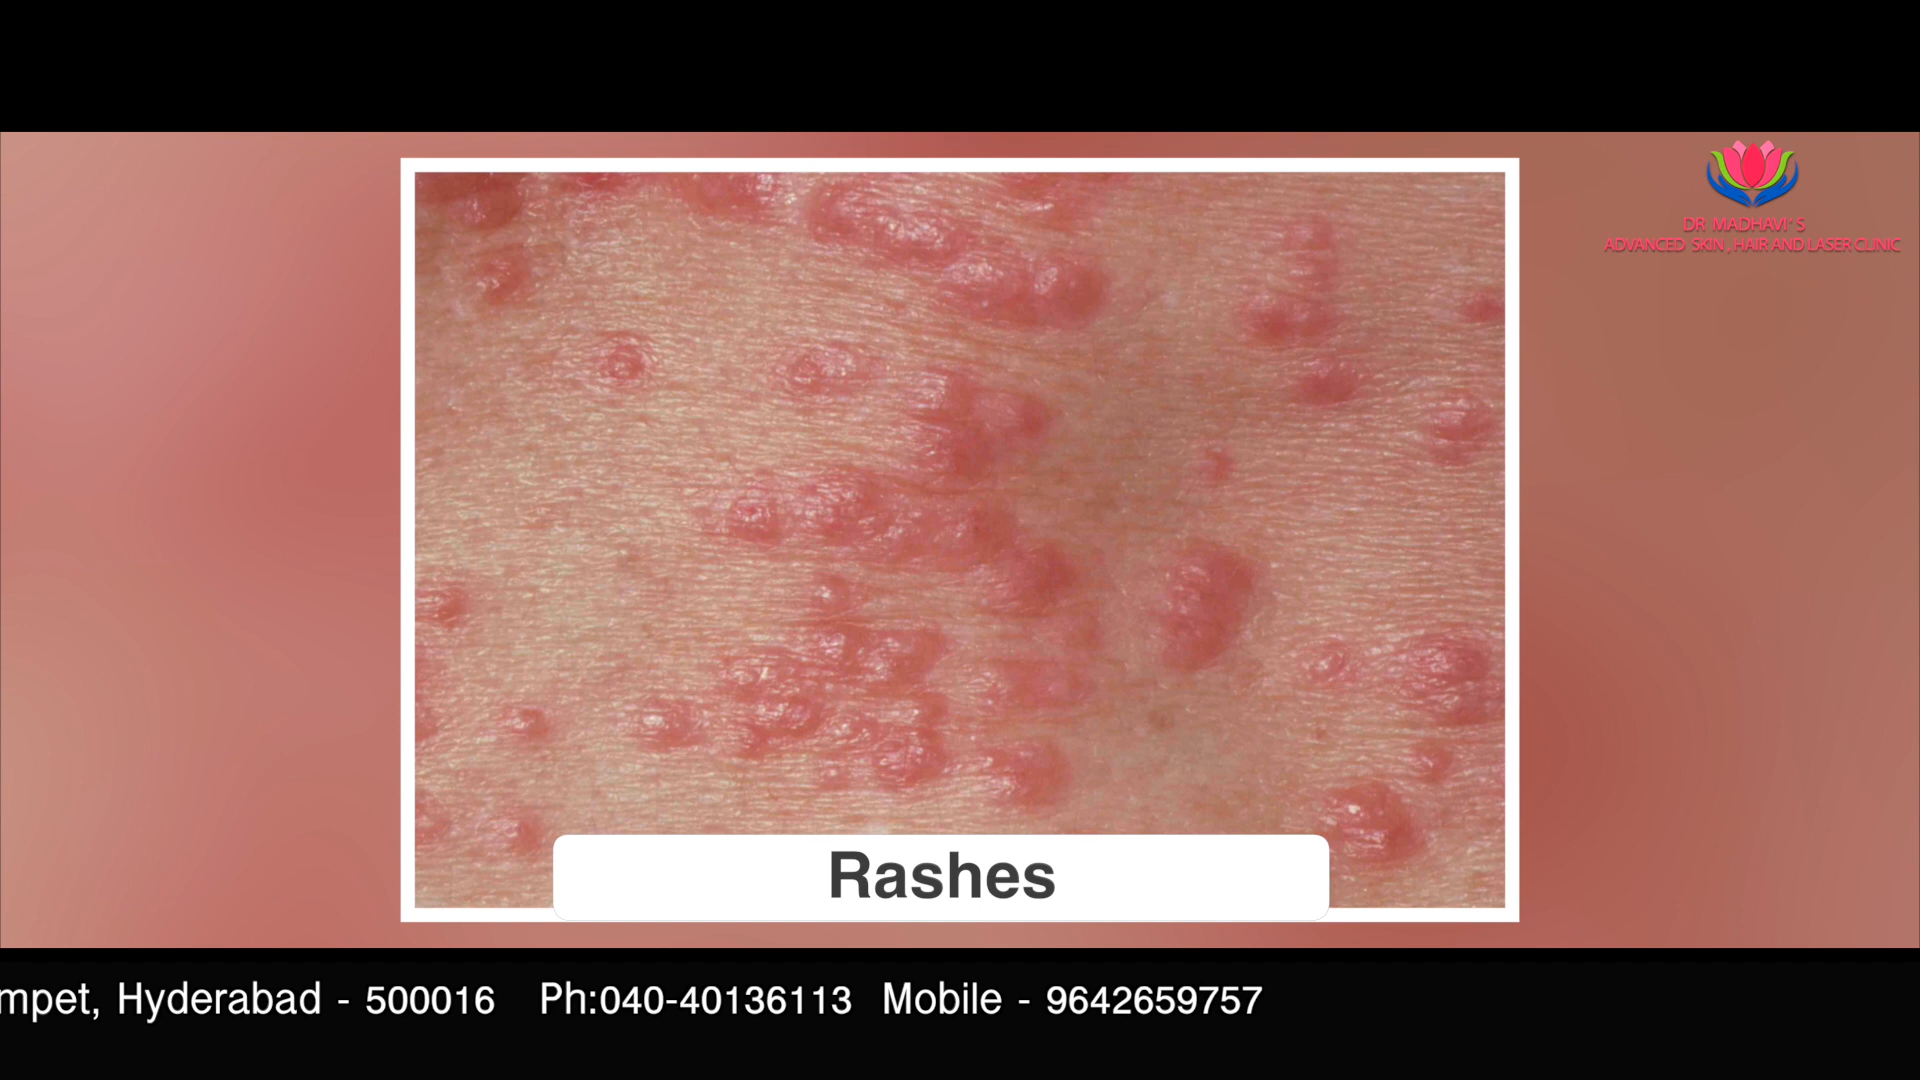 DR MADHAVI'S
ADVANCED SKIN , HAIR AND LASER CLINIC
Rashes
mpet, Hyderabad - 500016 Ph:040-40136113 Mobile - 9642659757